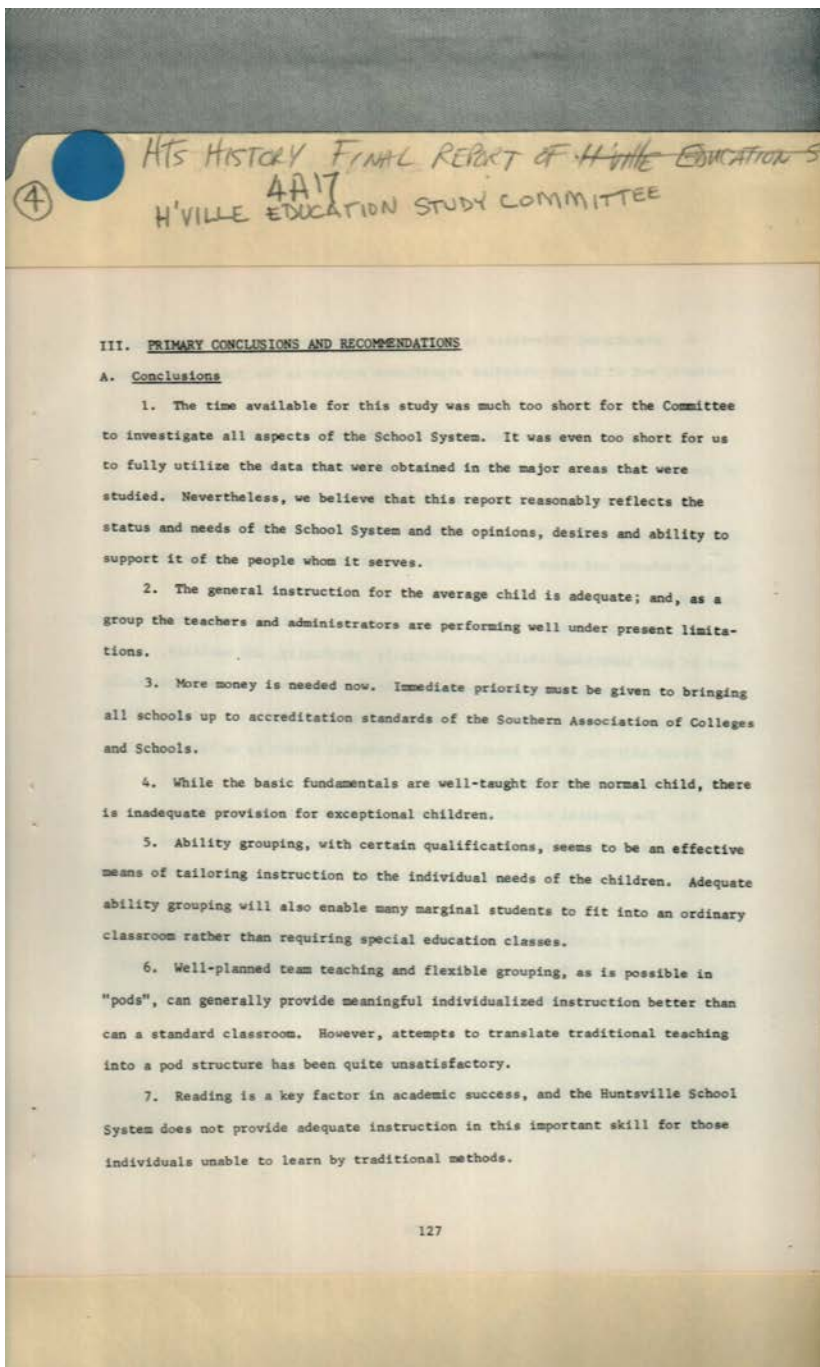 HTS HISTORY FINAL REPORT OF H'VILLE EDUCATION S
4A17
④
H'VILLE EDUCATION STUDY COMMITTEE
III. PRIMARY CONCLUSIONS AND RECOMMENDATIONS
A. Conclusions
1. The time available for this study was much too short for the Committee
to investigate all aspects of the School System. It was even too short for us
to fully utilize the data that were obtained in the major areas that were
studied. Nevertheless, we believe that this report reasonably reflects the
status and needs of the School System and the opinions, desires and ability to
support it of the people whom it serves.
2. The general instruction for the average child is adequate; and, as a
group the teachers and administrators are performing well under present limita-
tions.
3. More money is needed now. Immediate priority must be given to bringing
all schools up to accreditation standards of the Southern Association of Colleges
and Schools.
4. While the basic fundamentals are well-taught for the normal child, there
is inadequate provision for exceptional children.
5. Ability grouping, with certain qualifications, seems to be an effective
means of tailoring instruction to the individual needs of the children. Adequate
ability grouping will also enable many marginal students to fit into an ordinary
classroom rather than requiring special education classes.
6. Well-planned team teaching and flexible grouping, as is possible in
"pods", can generally provide meaningful individualized instruction better than
can a standard classroom. However, attempts to translate traditional teaching
into a pod structure has been quite unsatisfactory.
7. Reading is a key factor in academic success, and the Huntsville School
System does not provide adequate instruction in this important skill for those
individuals unable to learn by traditional methods.
127